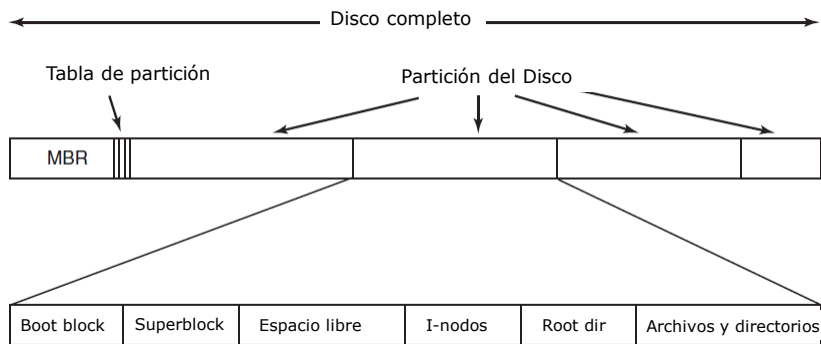 Disco completo
Tabla de partición
Partición del Disco
MBR
Boot block
Superblock
Espacio libre
I-nodos
Root dir
Archivos y directorios